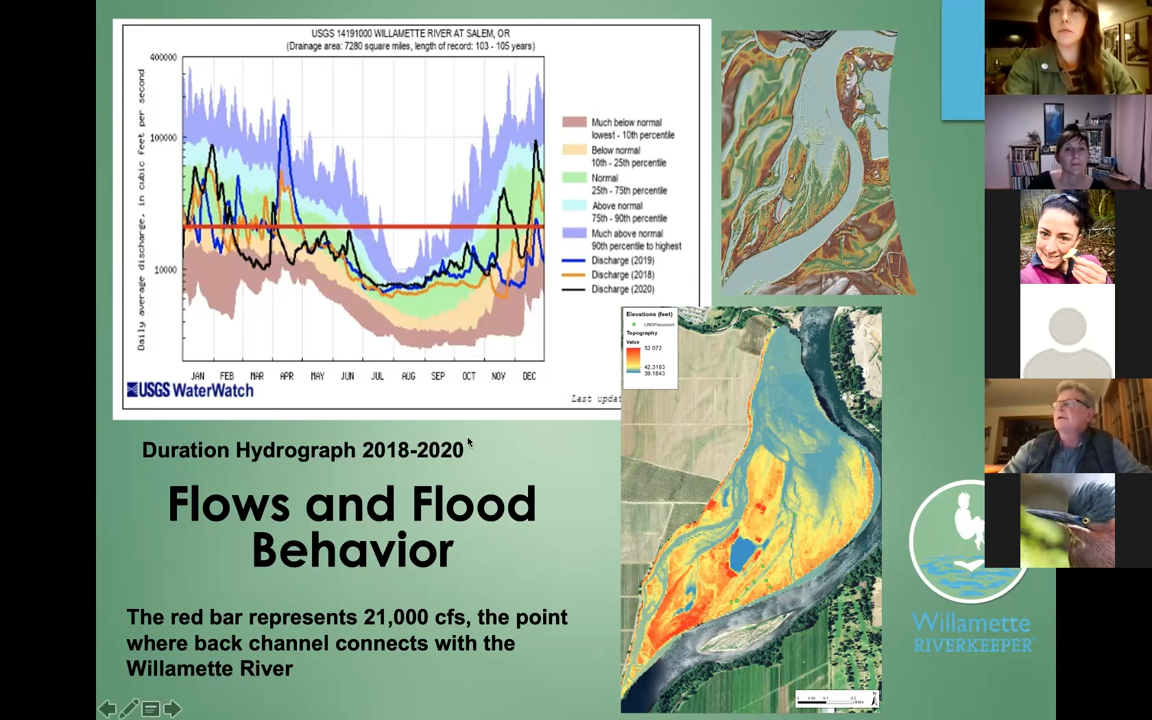 USGS 14191000 WILLAMETTE RIVER AT SALEM, OR
(Drainage area: 7280 square miles, length of record: 103 - 105 years)
Daily average discharge, in cubic feet per second
400000
100000
10000
JAN FEB MAR APR MAY JUN JUL AUG SEP OCT NOV DEC
Much below normal
lowest - 10th percentile
Below normal
10th - 25th percentile
Normal
25th - 75th percentile
Above normal
75th - 90th percentile
Much above normal
90th percentile to highest
Discharge (2019)
Discharge (2018)
Discharge (2020)
USGS WaterWatch
Last updat
Duration Hydrograph 2018-2020
Flows and Flood
Behavior
The red bar represents 21,000 cfs, the point
where back channel connects with the
Willamette River
Elevations (feet)
LWDPlacement
Topography
Value
52.072
42.3183
39.1843
Willamette
RIVERKEEPER®